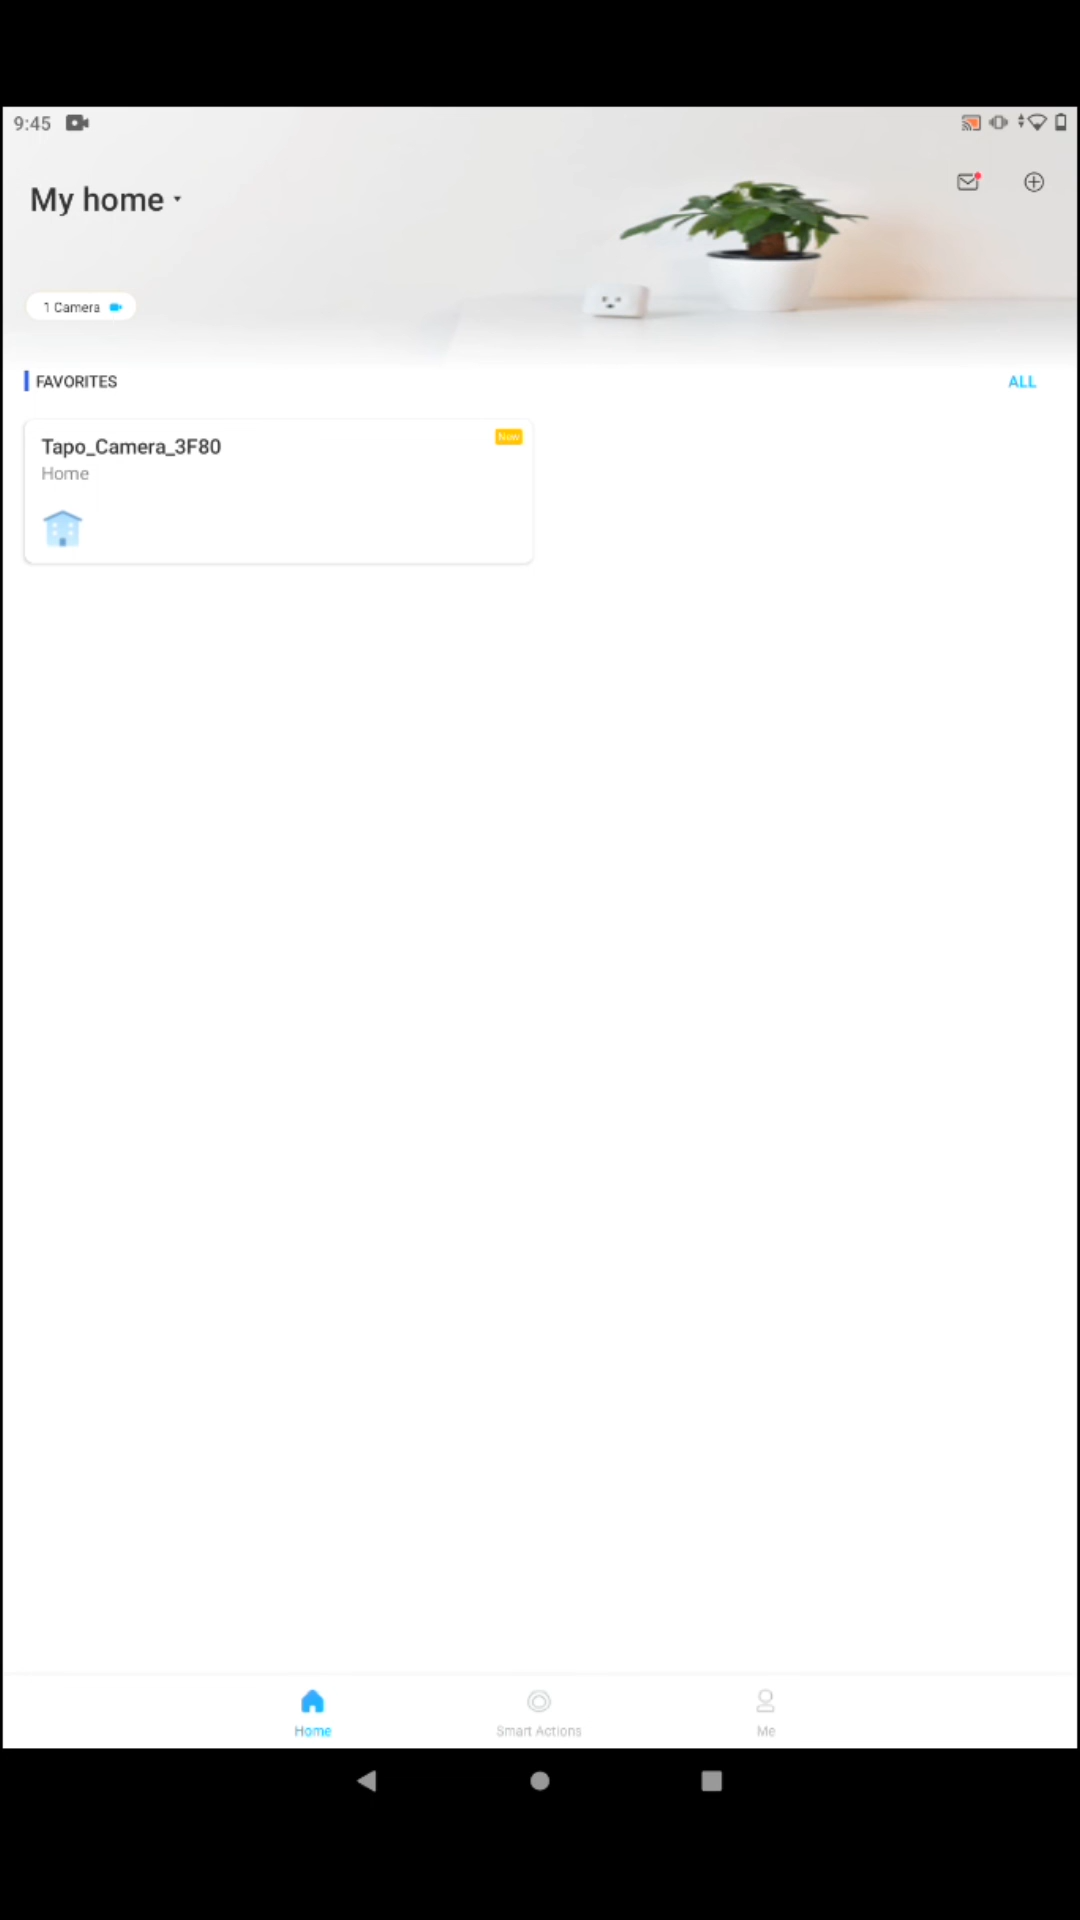 9:45
My home
1 Camera
FAVORITES
ALL
Tapo_Camera_3F80
New
Home
Home
Smart Actions
Me